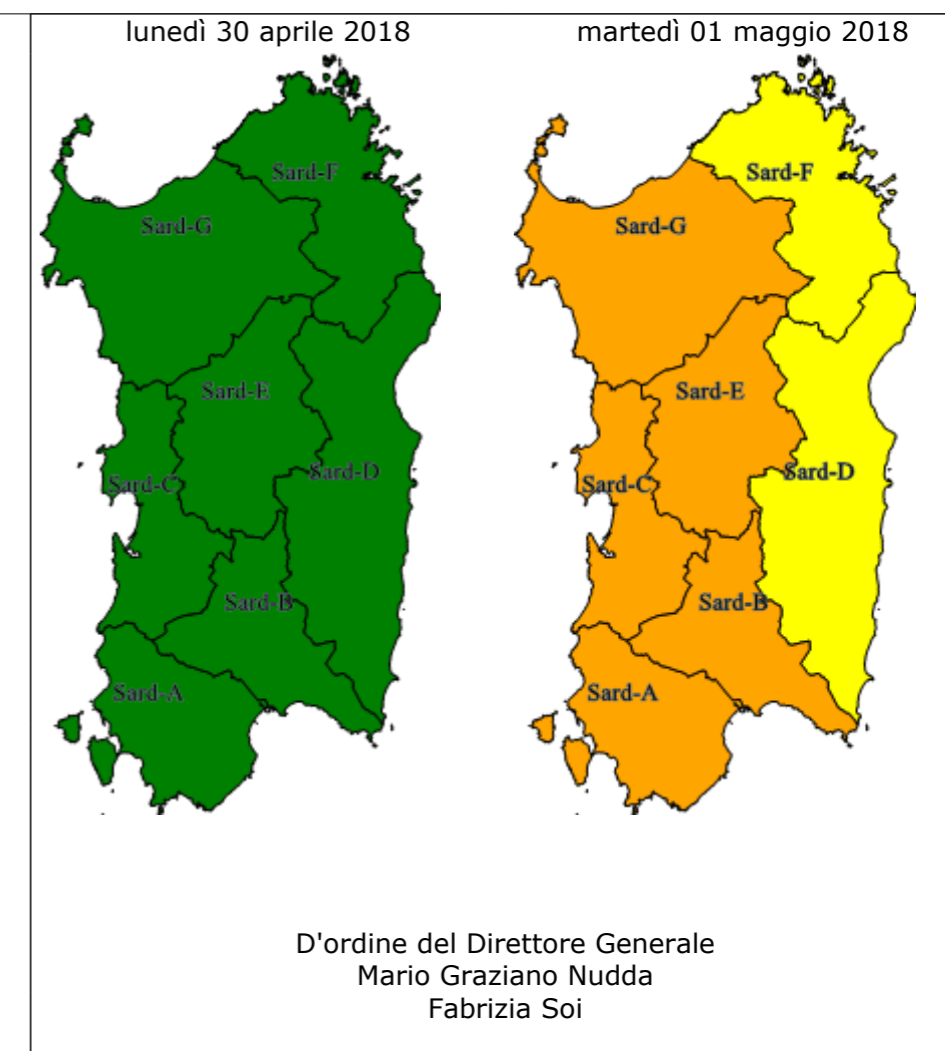 lunedì 30 aprile 2018
martedì 01 maggio 2018
Sard-F
Sard-G
Sard-E
Sard-D
Sard-C
Sard-B
Sard-A
Sard-F
Sard-G
Sard-E
Sard-D
Sard-C
Sard-B
Sard-A
D'ordine del Direttore Generale
Mario Graziano Nudda
Fabrizia Soi